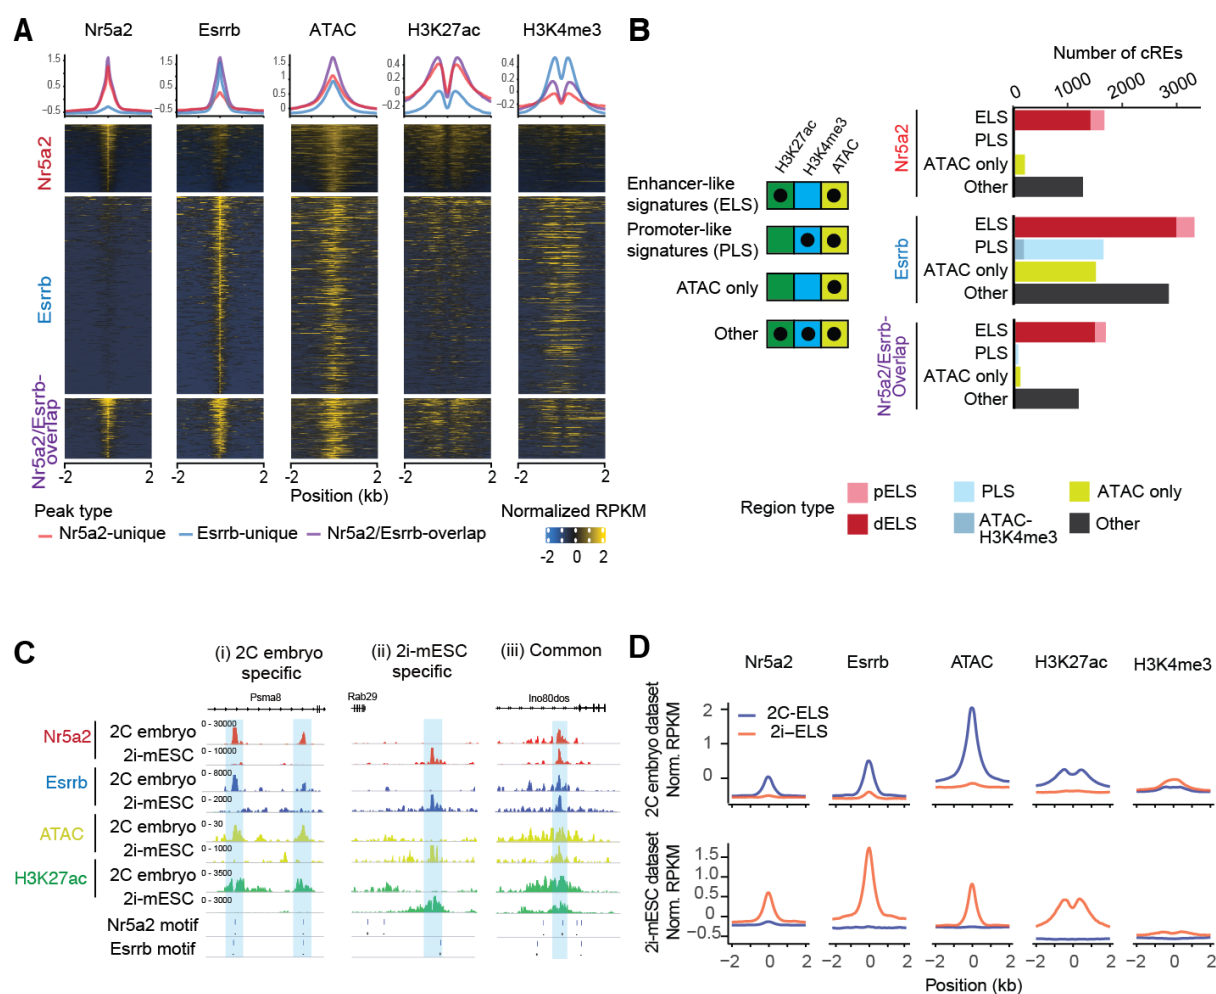 A
Nr5a2 Esrrb ATAC H3K27ac H3K4me3
1.5
0.5
−0.5
1.5
0.5
−0.5
1.5
1
0.5
0
0.4
0.2
0
−0.2
0.4
0.2
0
−0.2
Nr5a2
Esrrb
Nr5a2/Esrrb-
overlap
-2 2 -2 2 -2 2 -2 2 -2 2
Position (kb)
Peak type
Nr5a2-unique Esrrb-unique Nr5a2/Esrrb-overlap
Normalized RPKM
-2 0 2
B
H3K27ac
H3K4me3
ATAC
Enhancer-like
signatures (ELS)
Promoter-like
signatures (PLS)
ATAC only
Other
Number of cREs
0 1000 2000 3000
Nr5a2
ELS
PLS
ATAC only
Other
Esrrb
ELS
PLS
ATAC only
Other
Nr5a2/Esrrb-
Overlap
ELS
PLS
ATAC only
Other
Region type
pELS PLS ATAC only
dELS ATAC-
H3K4me3 Other
C
(i) 2C embryo
specific
(ii) 2i-mESC
specific
(iii) Common
Psma8 Rab29 Ino80dos
Nr5a2
2C embryo 0 - 30000
2i-mESC 0 - 10000
Esrrb
2C embryo 0 - 6000
2i-mESC 0 - 2000
ATAC
2C embryo 0 - 30
2i-mESC 0 - 1000
H3K27ac
2C embryo 0 - 3500
2i-mESC 0 - 3000
Nr5a2 motif
Esrrb motif
D
Nr5a2 Esrrb ATAC H3K27ac H3K4me3
2C embryo dataset
Norm. RPKM
2
1
0
2C-ELS
2i–ELS
2i-mESC dataset
Norm. RPKM
1.5
1.0
0.5
0
−0.5
−2 0 2 −2 0 2 −2 0 2 −2 0 2 −2 0 2
Position (kb)